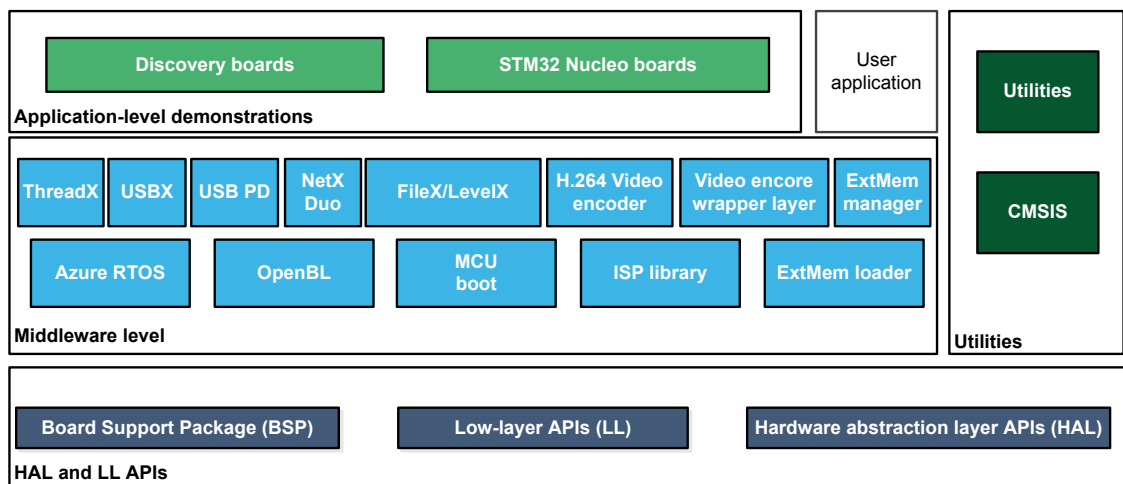 Discovery boards
STM32 Nucleo boards
Application-level demonstrations
User
application
Utilities
CMSIS
Utilities
ThreadX
USBX
USB PD
NetX
Duo
FileX/LevelX
H.264 Video
encoder
Video encore
wrapper layer
ExtMem
manager
Azure RTOS
OpenBL
MCU
boot
ISP library
ExtMem loader
Middleware level
Board Support Package (BSP)
Low-layer APIs (LL)
Hardware abstraction layer APIs (HAL)
HAL and LL APIs